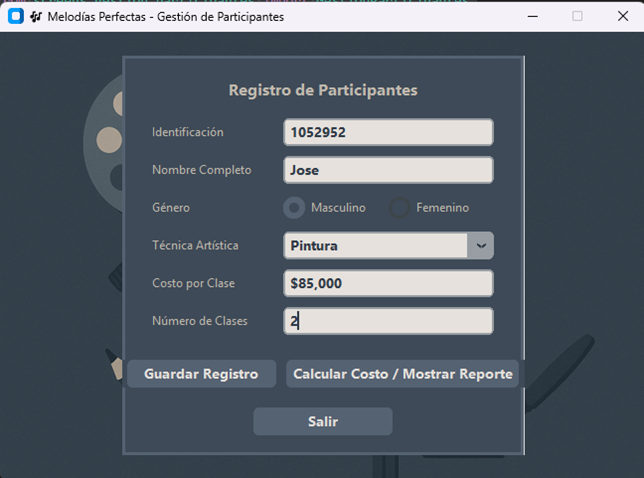 Melodías Perfectas - Gestión de Participantes
Registro de Participantes
Identificación 1052952
Nombre Completo Jose
Género Masculino Femenino
Técnica Artística Pintura
Costo por Clase $85,000
Número de Clases 2
Guardar Registro Calcular Costo / Mostrar Reporte
Salir